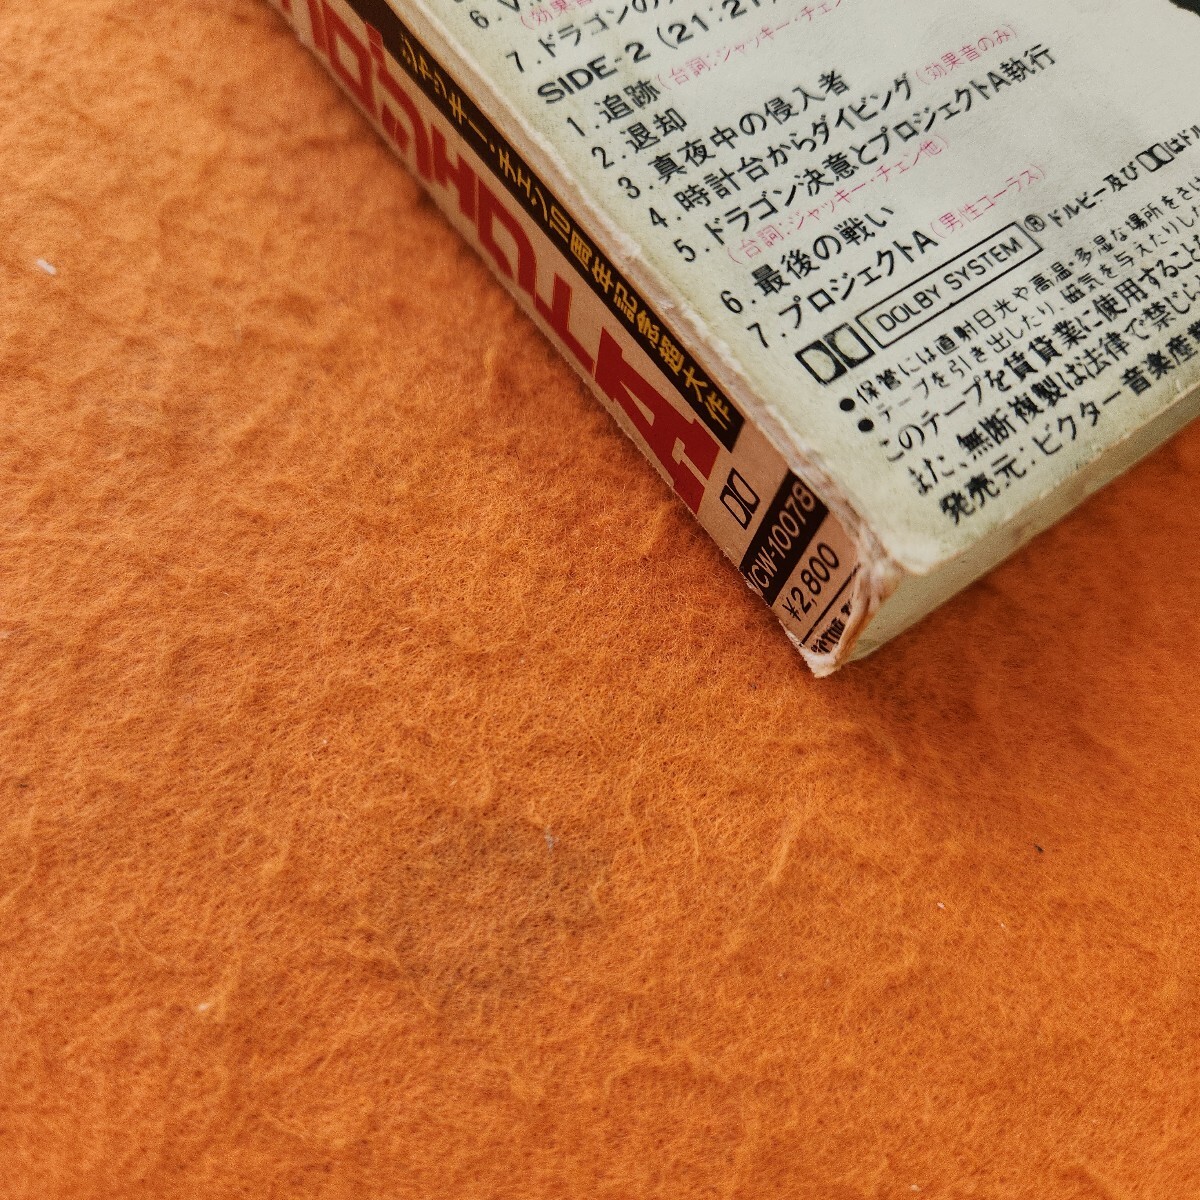 6.
7.ドラゴンの
SIDE-2 (21:21)
1.追跡(台詞:ジャッキー・チェン
2.退却
3.真夜中の侵入者
4.時計台からダイビング(効果音のみ)
5.ドラゴン決意とプロジェクトA執行
(台詞:ジャッキー・チェン他)
6.最後の戦い
7.プロジェクトA(男性コーラス)
DOLBY SYSTEM® ドルビー及び はド
●保管には直射日光や高温・多湿な場所をさけ
●テープを引き出したり、磁気を与えたりし
このテープを賃貸業に使用すること
また、無断複製は法律で禁じ
発売元:ビクター音楽産
ジャッキー・チェン10周年記念超大作
プロジェクトA
VCW-10078
¥2,800